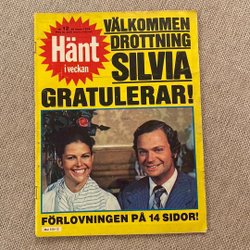 VÄLKOMMEN
Hänt
i veckan
DROTTNING
SILVIA
GRATULERAR!
FÖRLOVNINGEN PÅ 14 SIDOR!